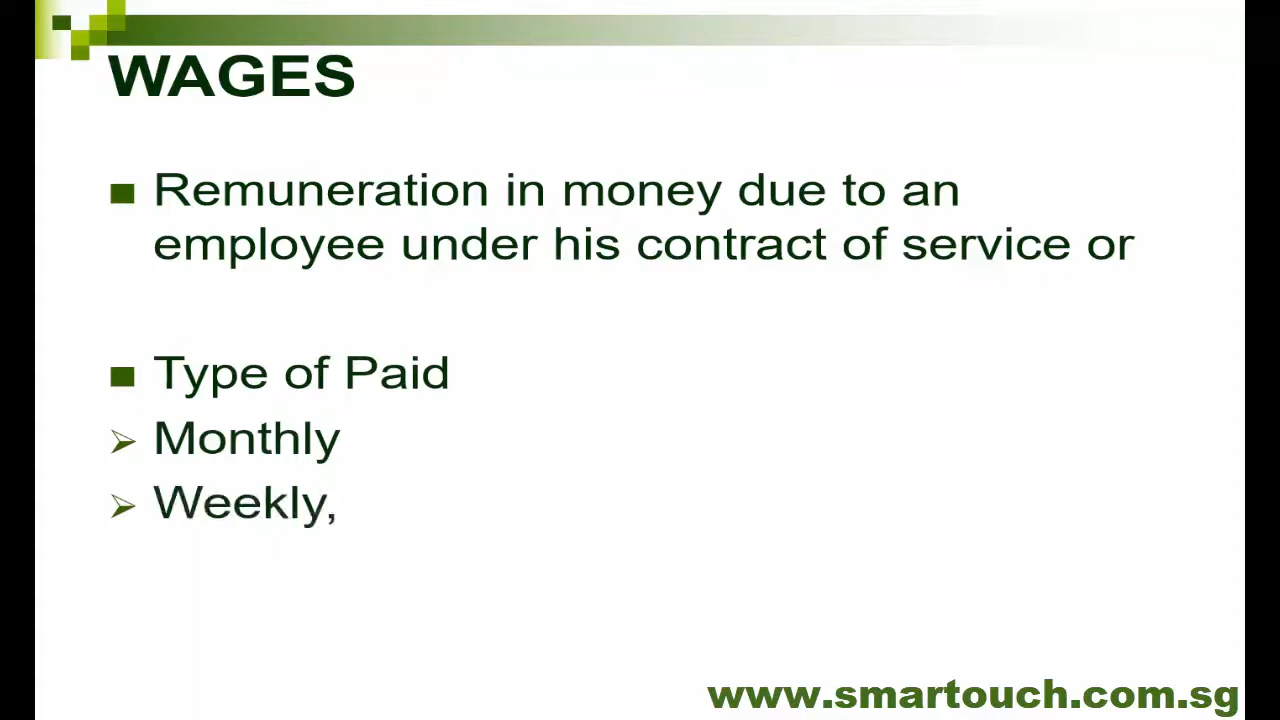 WAGES
Remuneration in money due to an
employee under his contract of service or
Type of Paid
Monthly
Weekly,
www.smartouch.com.sg